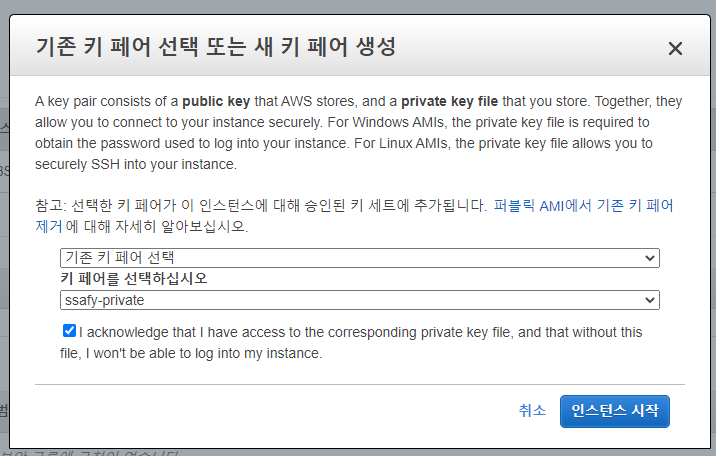 기존 키 페어 선택 또는 새 키 페어 생성
A key pair consists of a public key that AWS stores, and a private key file that you store. Together, they
allow you to connect to your instance securely. For Windows AMIs, the private key file is required to
obtain the password used to log into your instance. For Linux AMIs, the private key file allows you to
securely SSH into your instance.
참고: 선택한 키 페어가 이 인스턴스에 대해 승인된 키 세트에 추가됩니다. 퍼블릭 AMI에서 기존 키 페어
제거 에 대해 자세히 알아보십시오.
기존 키 페어 선택
키 페어를 선택하십시오
ssafy-private
I acknowledge that I have access to the corresponding private key file, and that without this
file, I won't be able to log into my instance.
취소 인스턴스 시작